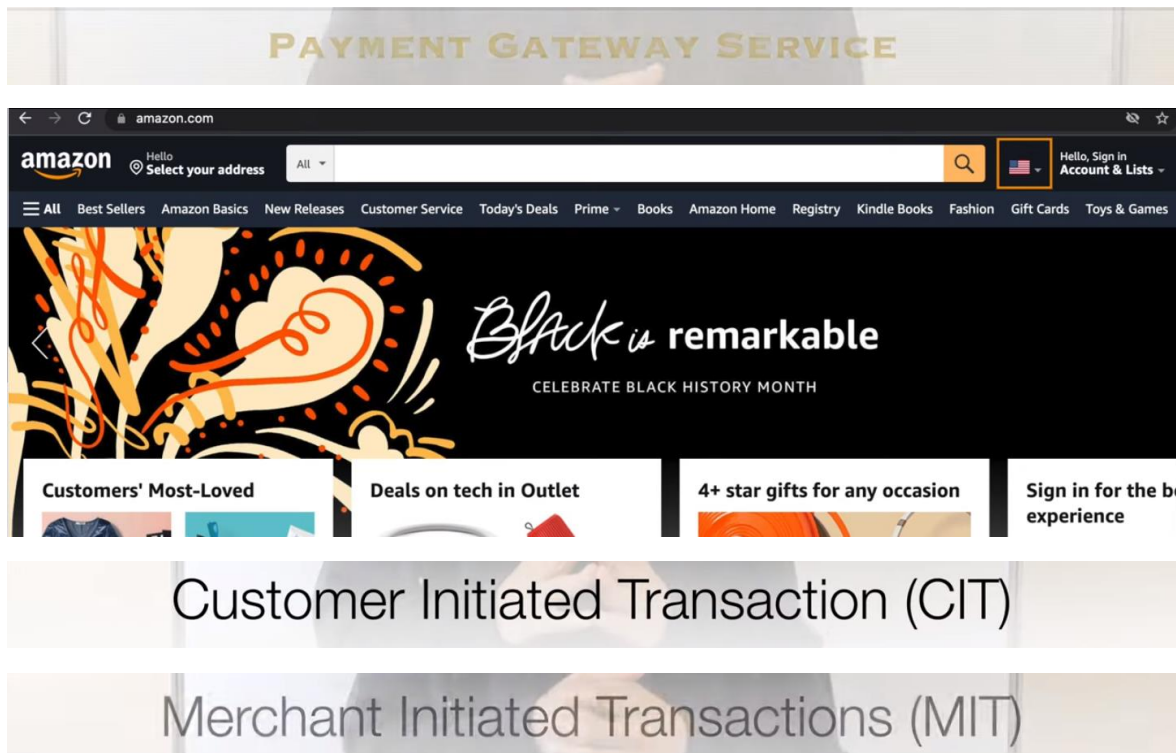 PAYMENT GATEWAY SERVICE
amazon.com
amazon
Hello
Select your address
All
Hello, Sign in
Account & Lists
All Best Sellers Amazon Basics New Releases Customer Service Today's Deals Prime Books Amazon Home Registry Kindle Books Fashion Gift Cards Toys & Games
Black is remarkable
CELEBRATE BLACK HISTORY MONTH
Customers' Most-Loved
Deals on tech in Outlet
4+ star gifts for any occasion
Sign in for the
experience
Customer Initiated Transaction (CIT)
Merchant Initiated Transactions (MIT)